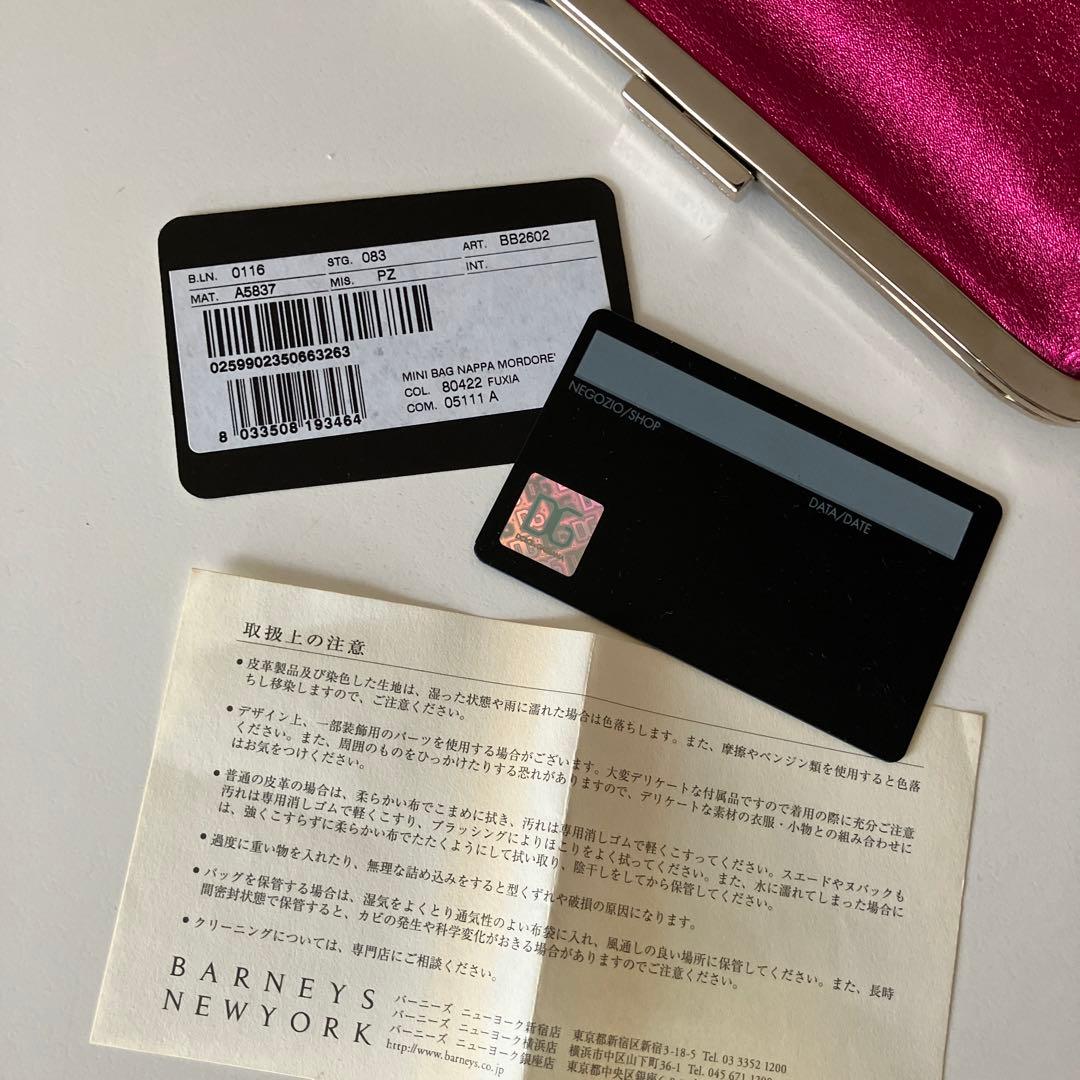 B.LN. 0116 STG. 083 ART. BB2602
MAT. A5837 MIS. PZ INT.
0259902350663263
MINI BAG NAPPA MORDORE'
COL. 80422 FUXIA
COM. 05111 A
8 033508 193464
NEGOZIO/SHOP
DATA/DATE
DG
取扱上の注意
●皮革製品及び染色した生地は、湿った状態や雨に濡れた場合は色落ちします。また、摩擦やベンジン類を使用すると色落
ちし移染しますので、ご注意ください。
●デザイン上、一部装飾用のパーツを使用する場合がございます。大変デリケートな付属品ですので着用の際に充分ご注意
ください。また、周囲のものをひっかけたりする恐れがありますので、デリケートな素材の衣服・小物との組み合わせに
はお気をつけください。
●普通の皮革の場合は、柔らかい布でこまめに拭き、汚れは専用消しゴムで軽くこすってください。スエードやヌバックも
汚れは専用消しゴムで軽くこすり、ブラッシングによりほこりをよく払ってください。また、水に濡れてしまった場合に
は、強くこすらずに柔らかい布でたたくようにして拭い取り、陰干しをしてから保管してください。
●過度に重い物を入れたり、無理な詰め込みをすると型くずれや破損の原因になります。
●バッグを保管する場合は、湿気をよくとり通気性のよい布袋に入れ、風通しの良い場所に保管してください。また、長時
間密封状態で保管すると、カビの発生や科学変化がおきる場合がありますのでご注意ください。
●クリーニングについては、専門店にご相談ください。
BARNEYS
NEWYORK
バーニーズ ニューヨーク新宿店 東京都新宿区新宿3-18-5 Tel. 03 3352 1200
バーニーズ ニューヨーク横浜店 横浜市中区山下町36-1 Tel. 045 671 1200
バーニーズ ニューヨーク銀座店 東京都中央区銀座
http://www.barneys.co.jp